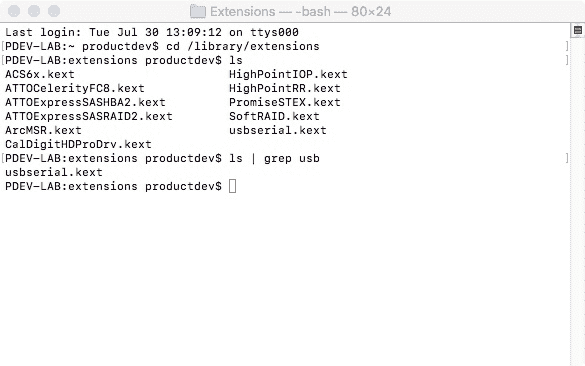 Extensions — -bash — 80×24
Last login: Tue Jul 30 13:09:12 on ttys000
[PDEV-LAB:~ productdev$ cd /library/extensions ]
[PDEV-LAB:extensions productdev$ ls ]
ACS6x.kext HighPointIOP.kext
ATTOCelerityFC8.kext HighPointRR.kext
ATTOExpressSASHBA2.kext PromiseSTEX.kext
ATTOExpressSASRAID2.kext SoftRAID.kext
ArcMSR.kext usbserial.kext
CalDigitHDProDrv.kext
[PDEV-LAB:extensions productdev$ ls | grep usb ]
usbserial.kext
PDEV-LAB:extensions productdev$